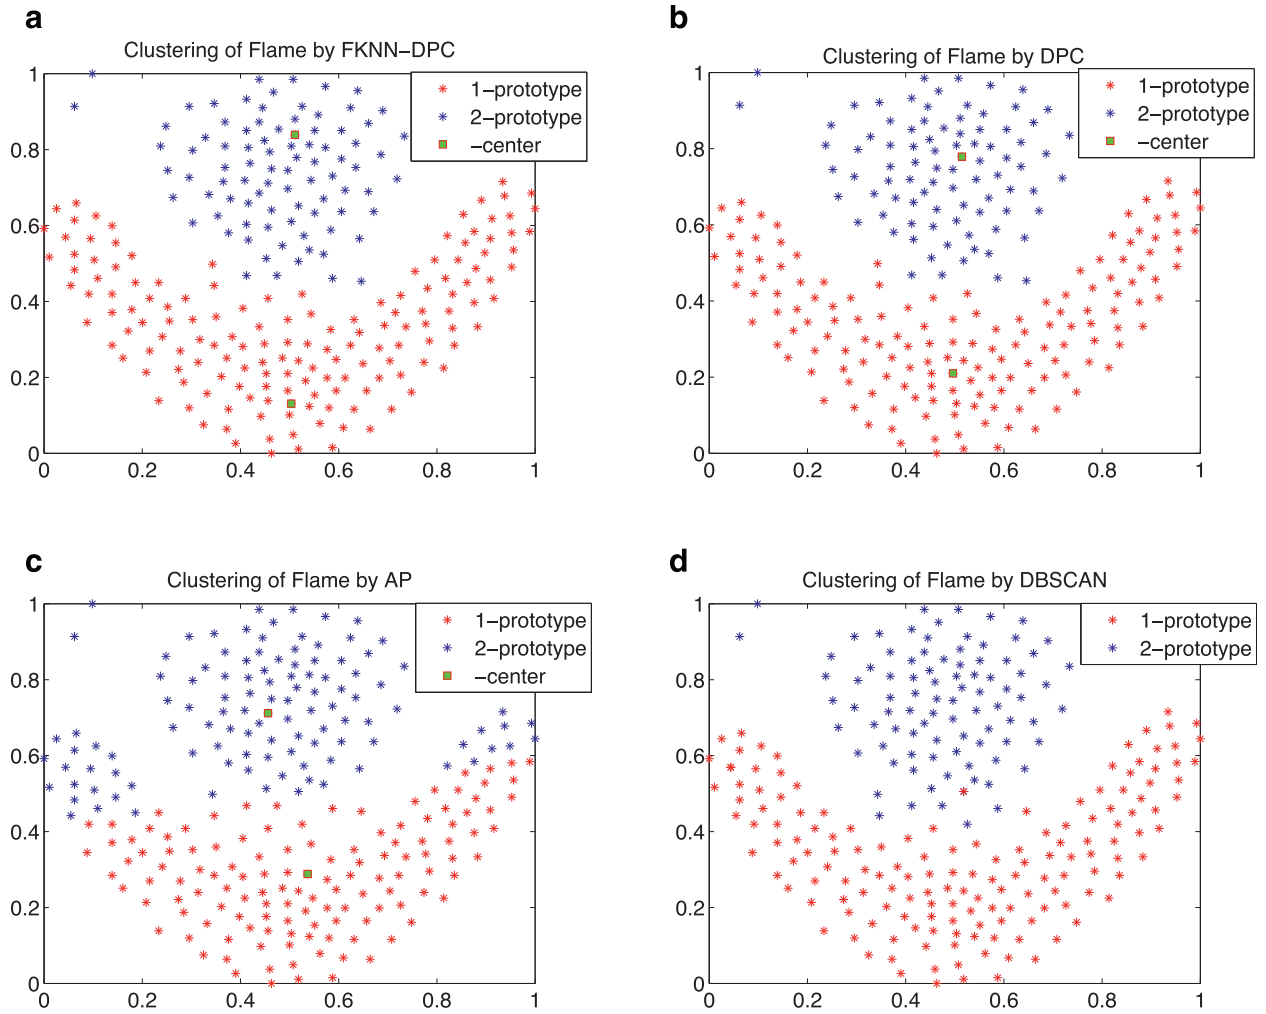 a
Clustering of Flame by FKNN−DPC
1−prototype
2−prototype
−center
1
0.8
0.6
0.4
0.2
0
0 0.2 0.4 0.6 0.8 1
b
Clustering of Flame by DPC
1−prototype
2−prototype
−center
1
0.8
0.6
0.4
0.2
0
0 0.2 0.4 0.6 0.8 1
c
Clustering of Flame by AP
1−prototype
2−prototype
−center
1
0.8
0.6
0.4
0.2
0
0 0.2 0.4 0.6 0.8 1
d
Clustering of Flame by DBSCAN
1−prototype
2−prototype
1
0.8
0.6
0.4
0.2
0
0 0.2 0.4 0.6 0.8 1